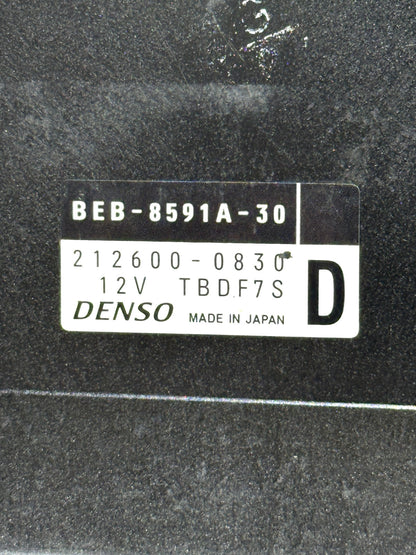 BEB-8591A-30
212600-0830
12V TBDF7S
D
DENSO MADE IN JAPAN